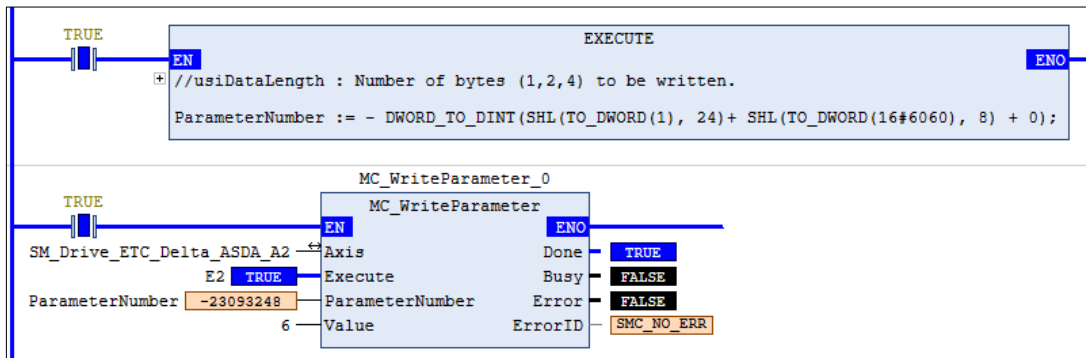 TRUE
EXECUTE
EN
ENO
//usiDataLength : Number of bytes (1,2,4) to be written.
ParameterNumber := - DWORD_TO_DINT(SHL(TO_DWORD(1), 24)+ SHL(TO_DWORD(16#6060), 8) + 0);
MC_WriteParameter_0
TRUE
MC_WriteParameter
EN
ENO
SM_Drive_ETC_Delta_ASDA_A2 Axis Done TRUE
E2 TRUE Execute Busy FALSE
ParameterNumber -23093248 ParameterNumber Error FALSE
6 Value ErrorID SMC_NO_ERR